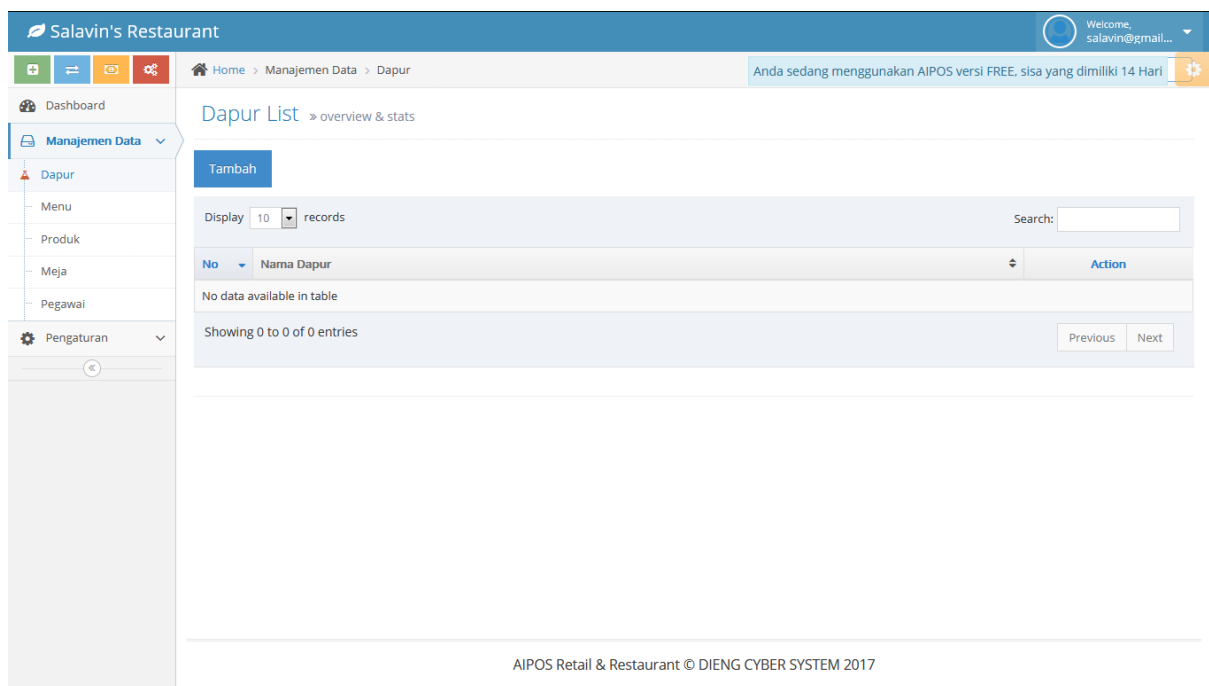 Salavin's Restaurant
Welcome,
salavin@gmail...
Home > Manajemen Data > Dapur
Anda sedang menggunakan AIPOS versi FREE, sisa yang dimiliki 14 Hari
Dashboard
Manajemen Data
Dapur
Menu
Produk
Meja
Pegawai
Pengaturan
Dapur List » overview & stats
Tambah
Display 10 records
Search:
No Nama Dapur Action
No data available in table
Showing 0 to 0 of 0 entries
Previous Next
AIPOS Retail & Restaurant © DIENG CYBER SYSTEM 2017